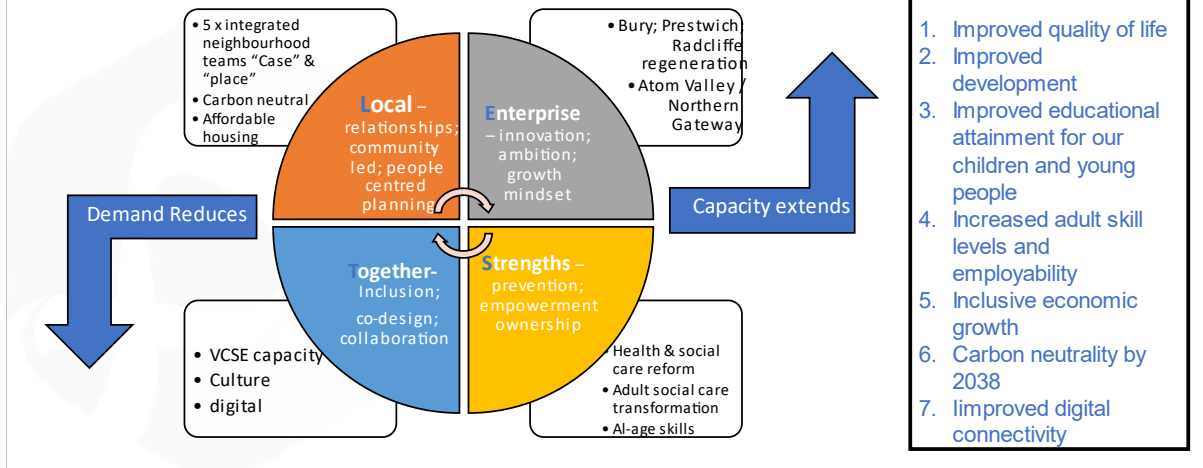 • 5 x integrated
neighbourhood
teams “Case” &
“place”
• Carbon neutral
• Affordable
housing
• Bury; Prestwich;
Radcliffe
regeneration
• Atom Valley /
Northern
Gateway
Local –
relationships;
community
led; people-
centred
planning
Enterprise
– innovation;
ambition;
growth
mindset
Demand Reduces
Capacity extends
Together-
Inclusion;
co-design;
collaboration
Strengths –
prevention;
empowerment
ownership
• VCSE capacity
• Culture
• digital
• Health & social
care reform
• Adult social care
transformation
• AI-age skills
1. Improved quality of life
2. Improved
development
3. Improved educational
attainment for our
children and young
people
4. Increased adult skill
levels and
employability
5. Inclusive economic
growth
6. Carbon neutrality by
2038
7. Iimproved digital
connectivity